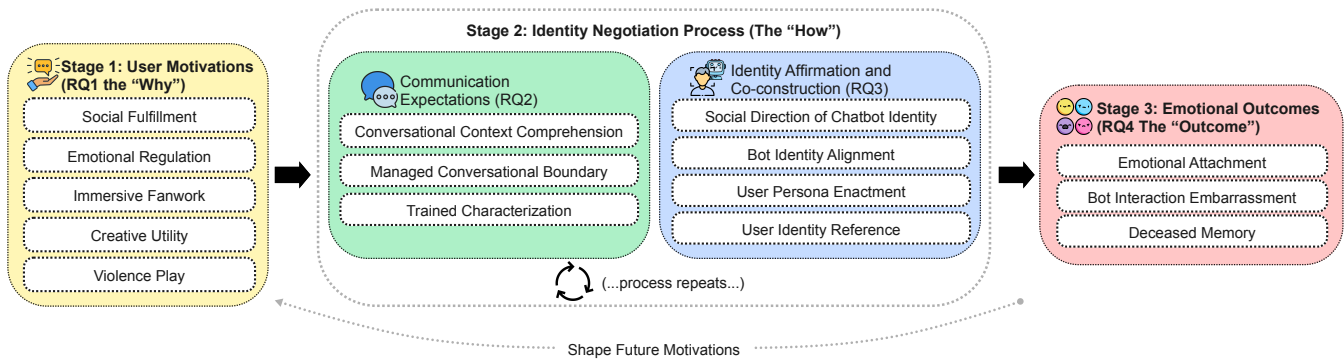 Stage 1: User Motivations
(RQ1 the “Why”)
Social Fulfillment
Emotional Regulation
Immersive Fanwork
Creative Utility
Violence Play
Stage 2: Identity Negotiation Process (The “How”)
Communication
Expectations (RQ2)
Conversational Context Comprehension
Managed Conversational Boundary
Trained Characterization
Identity Affirmation and
Co-construction (RQ3)
Social Direction of Chatbot Identity
Bot Identity Alignment
User Persona Enactment
User Identity Reference
(...process repeats...)
Stage 3: Emotional Outcomes
(RQ4 The “Outcome”)
Emotional Attachment
Bot Interaction Embarrassment
Deceased Memory
Shape Future Motivations